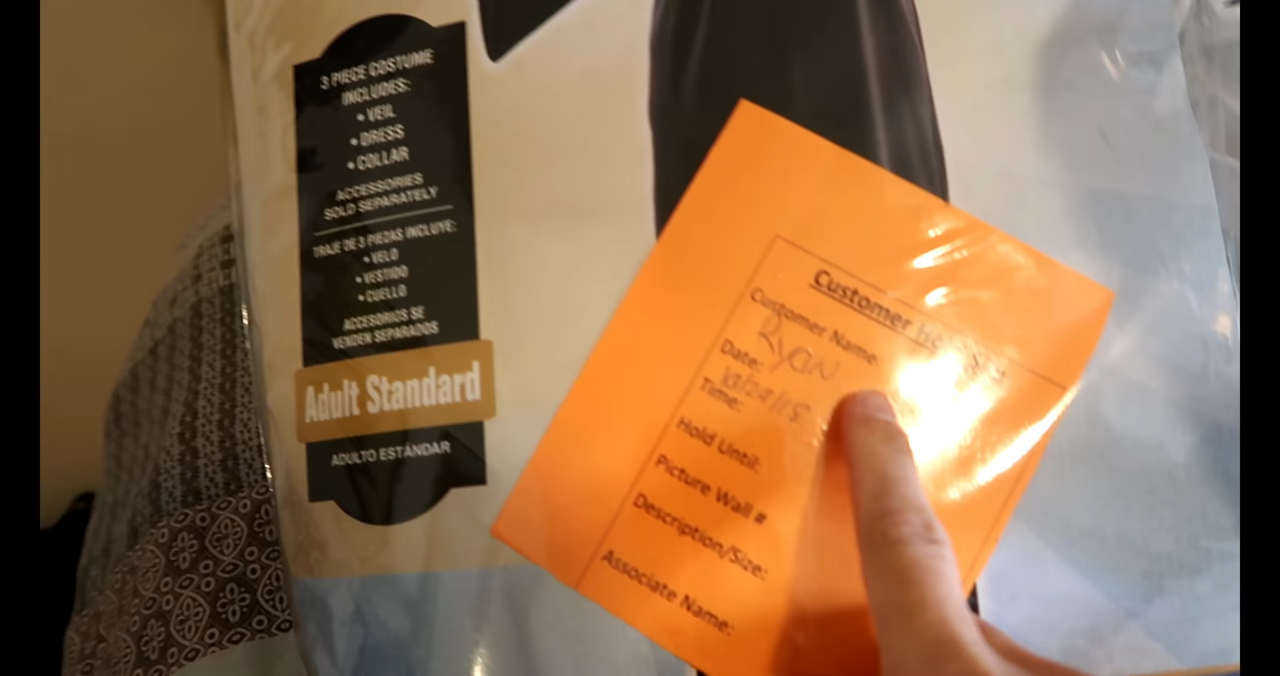 3 PIECE COSTUME
INCLUDES:
• VEIL
• DRESS
• COLLAR
ACCESSORIES
SOLD SEPARATELY
TRAJE DE 3 PIEZAS INCLUYE:
• VELO
• VESTIDO
• CUELLO
ACCESORIOS SE
VENDEN SEPARADOS
Adult Standard
ADULTO ESTÁNDAR
Customer
Customer Name
Ryan
Date:
Time:
Hold Until:
Picture Wall #
Description/Size:
Associate Name: